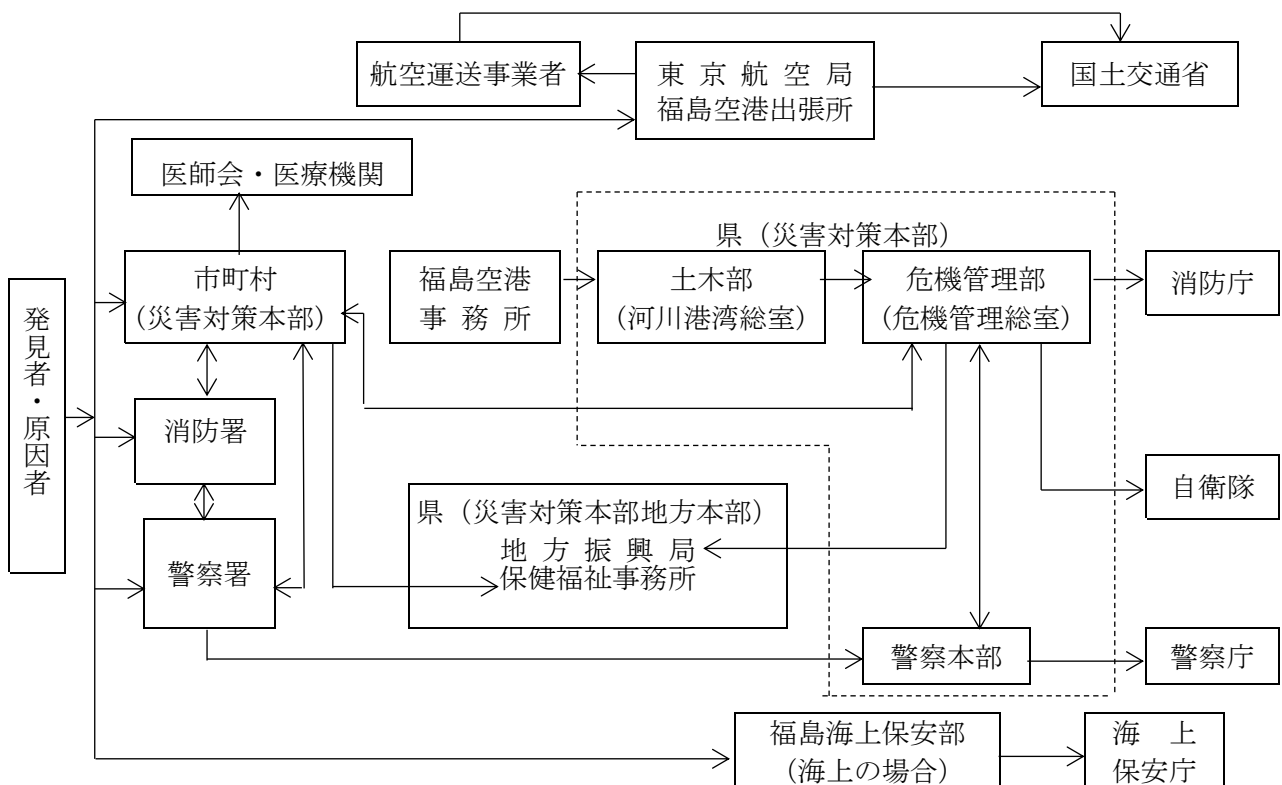 航空運送事業者
東京航空局
福島空港出張所
国土交通省
医師会・医療機関
県（災害対策本部）
市町村
（災害対策本部）
福島空港
事務所
土木部
（河川港湾総室）
危機管理部
（危機管理総室）
消防庁
発見者・原因者
消防署
自衛隊
県（災害対策本部地方本部）
地方振興局
保健福祉事務所
警察署
警察本部
警察庁
福島海上保安部
（海上の場合）
海上
保安庁